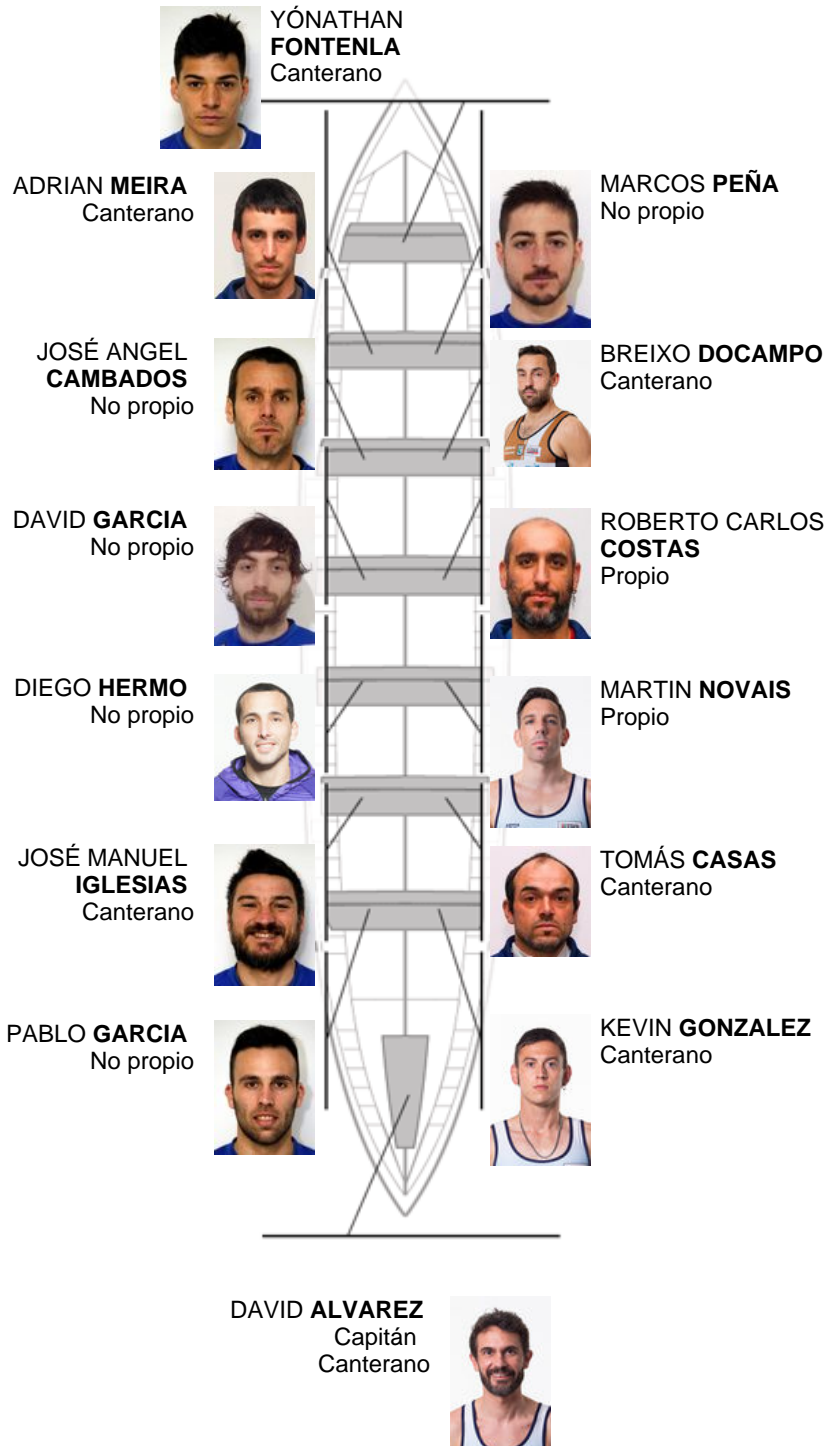 YÓNATHAN
FONTENLA
Canterano
ADRIAN MEIRA
Canterano
MARCOS PEÑA
No propio
JOSÉ ANGEL
CAMBADOS
No propio
BREIXO DOCAMPO
Canterano
DAVID GARCIA
No propio
ROBERTO CARLOS
COSTAS
Propio
DIEGO HERMO
No propio
MARTIN NOVAIS
Propio
JOSÉ MANUEL
IGLESIAS
Canterano
TOMÁS CASAS
Canterano
PABLO GARCIA
No propio
KEVIN GONZALEZ
Canterano
DAVID ALVAREZ
Capitán
Canterano